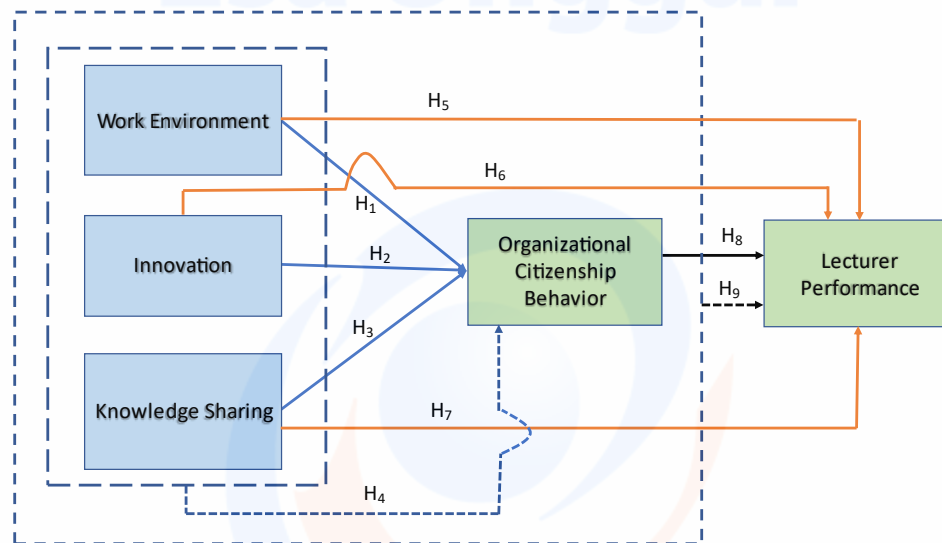 H5
Work Environment
H6
H1
Innovation
H2
Organizational
Citizenship
Behavior
H8
Lecturer
Performance
H9
H3
Knowledge Sharing
H7
H4